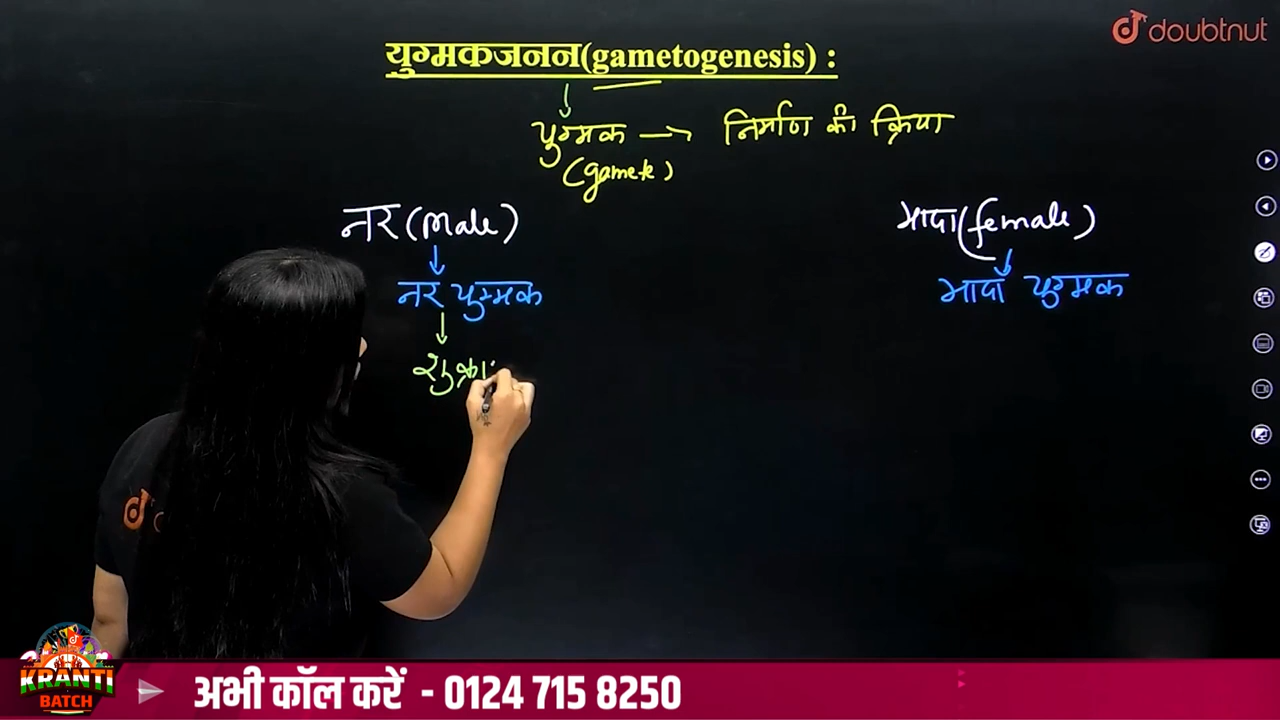 doubtnut
युग्मकजनन(gametogenesis) :
युग्मक → निर्माण की क्रिया
(gamete)
नर (Male)
मादा (female)
नर युग्मक
मादा युग्मक
शुक्रा
KRANTI
BATCH
अभी कॉल करें - 0124 715 8250